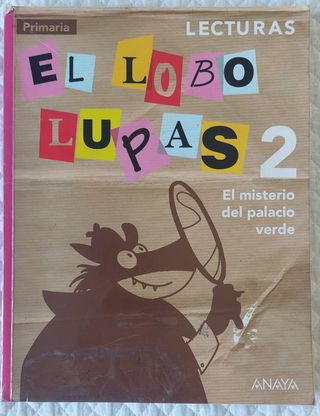 Primaria
LECTURAS
EL LOBO
LUPAS 2
El misterio
del palacio
verde
ANAYA